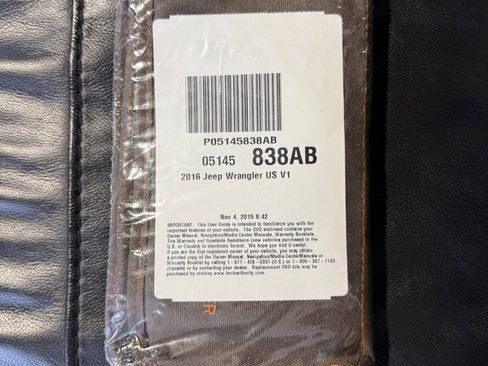 P05145838AB
05145 838AB
2016 Jeep Wrangler US V1
Nov 4, 2015 8:42
IMPORTANT: This User Guide is intended to familiarize you with the
important features of your vehicle. The DVD enclosed contains your
Owner Manual, Navigation/Media Center Manuals, Warranty Booklets,
Tire Warranty and Roadside Assistance (new vehicles purchased in the
U.S. or Canada) in electronic format. We hope you find it useful.
If you are the first registered owner of your vehicle, you may obtain
a printed copy of the Owner Manual, Navigation/Media Center Manuals or
Warranty Booklet by calling 1-877-426-5337 (U.S.) or 1-800-387-1143
(Canada) or by contacting your dealer. Replacement DVD kits may be
purchased by visiting www.techauthority.com.
R